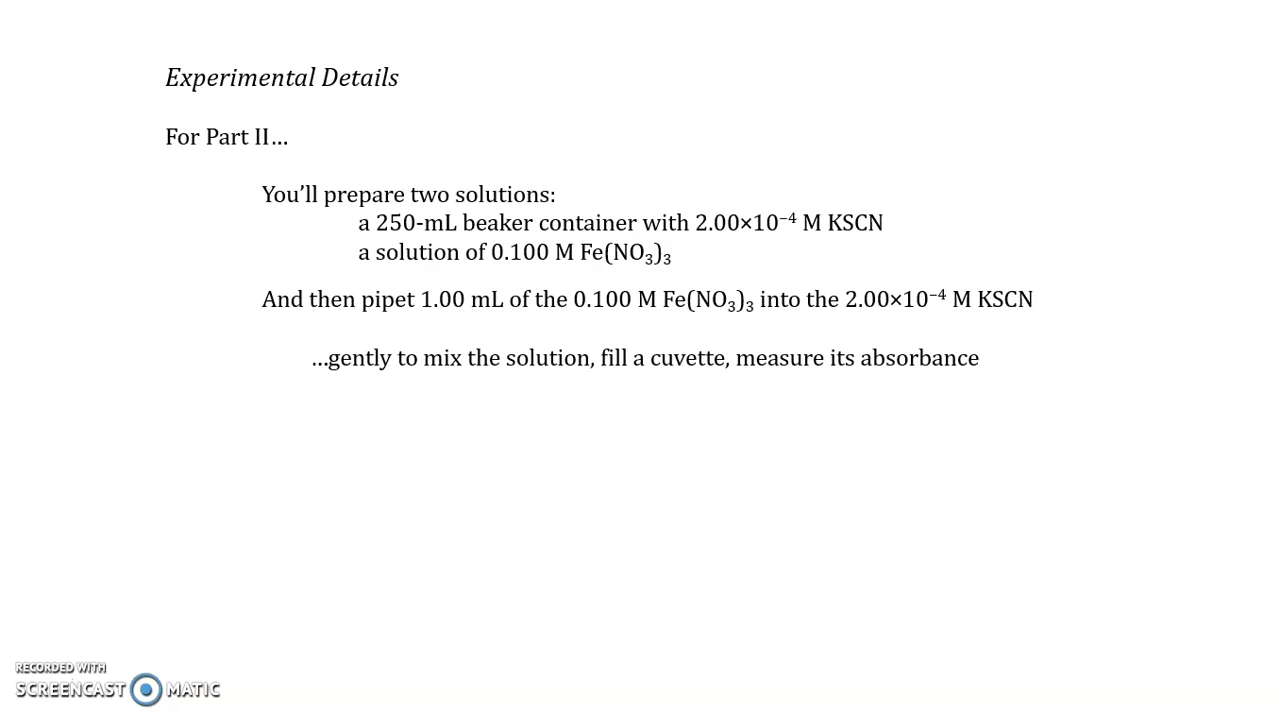 Experimental Details
For Part II…
You’ll prepare two solutions:
a 250-mL beaker container with 2.00×10⁻⁴ M KSCN
a solution of 0.100 M Fe(NO₃)₃
And then pipet 1.00 mL of the 0.100 M Fe(NO₃)₃ into the 2.00×10⁻⁴ M KSCN
…gently to mix the solution, fill a cuvette, measure its absorbance
RECORDED WITH
SCREENCAST MATIC